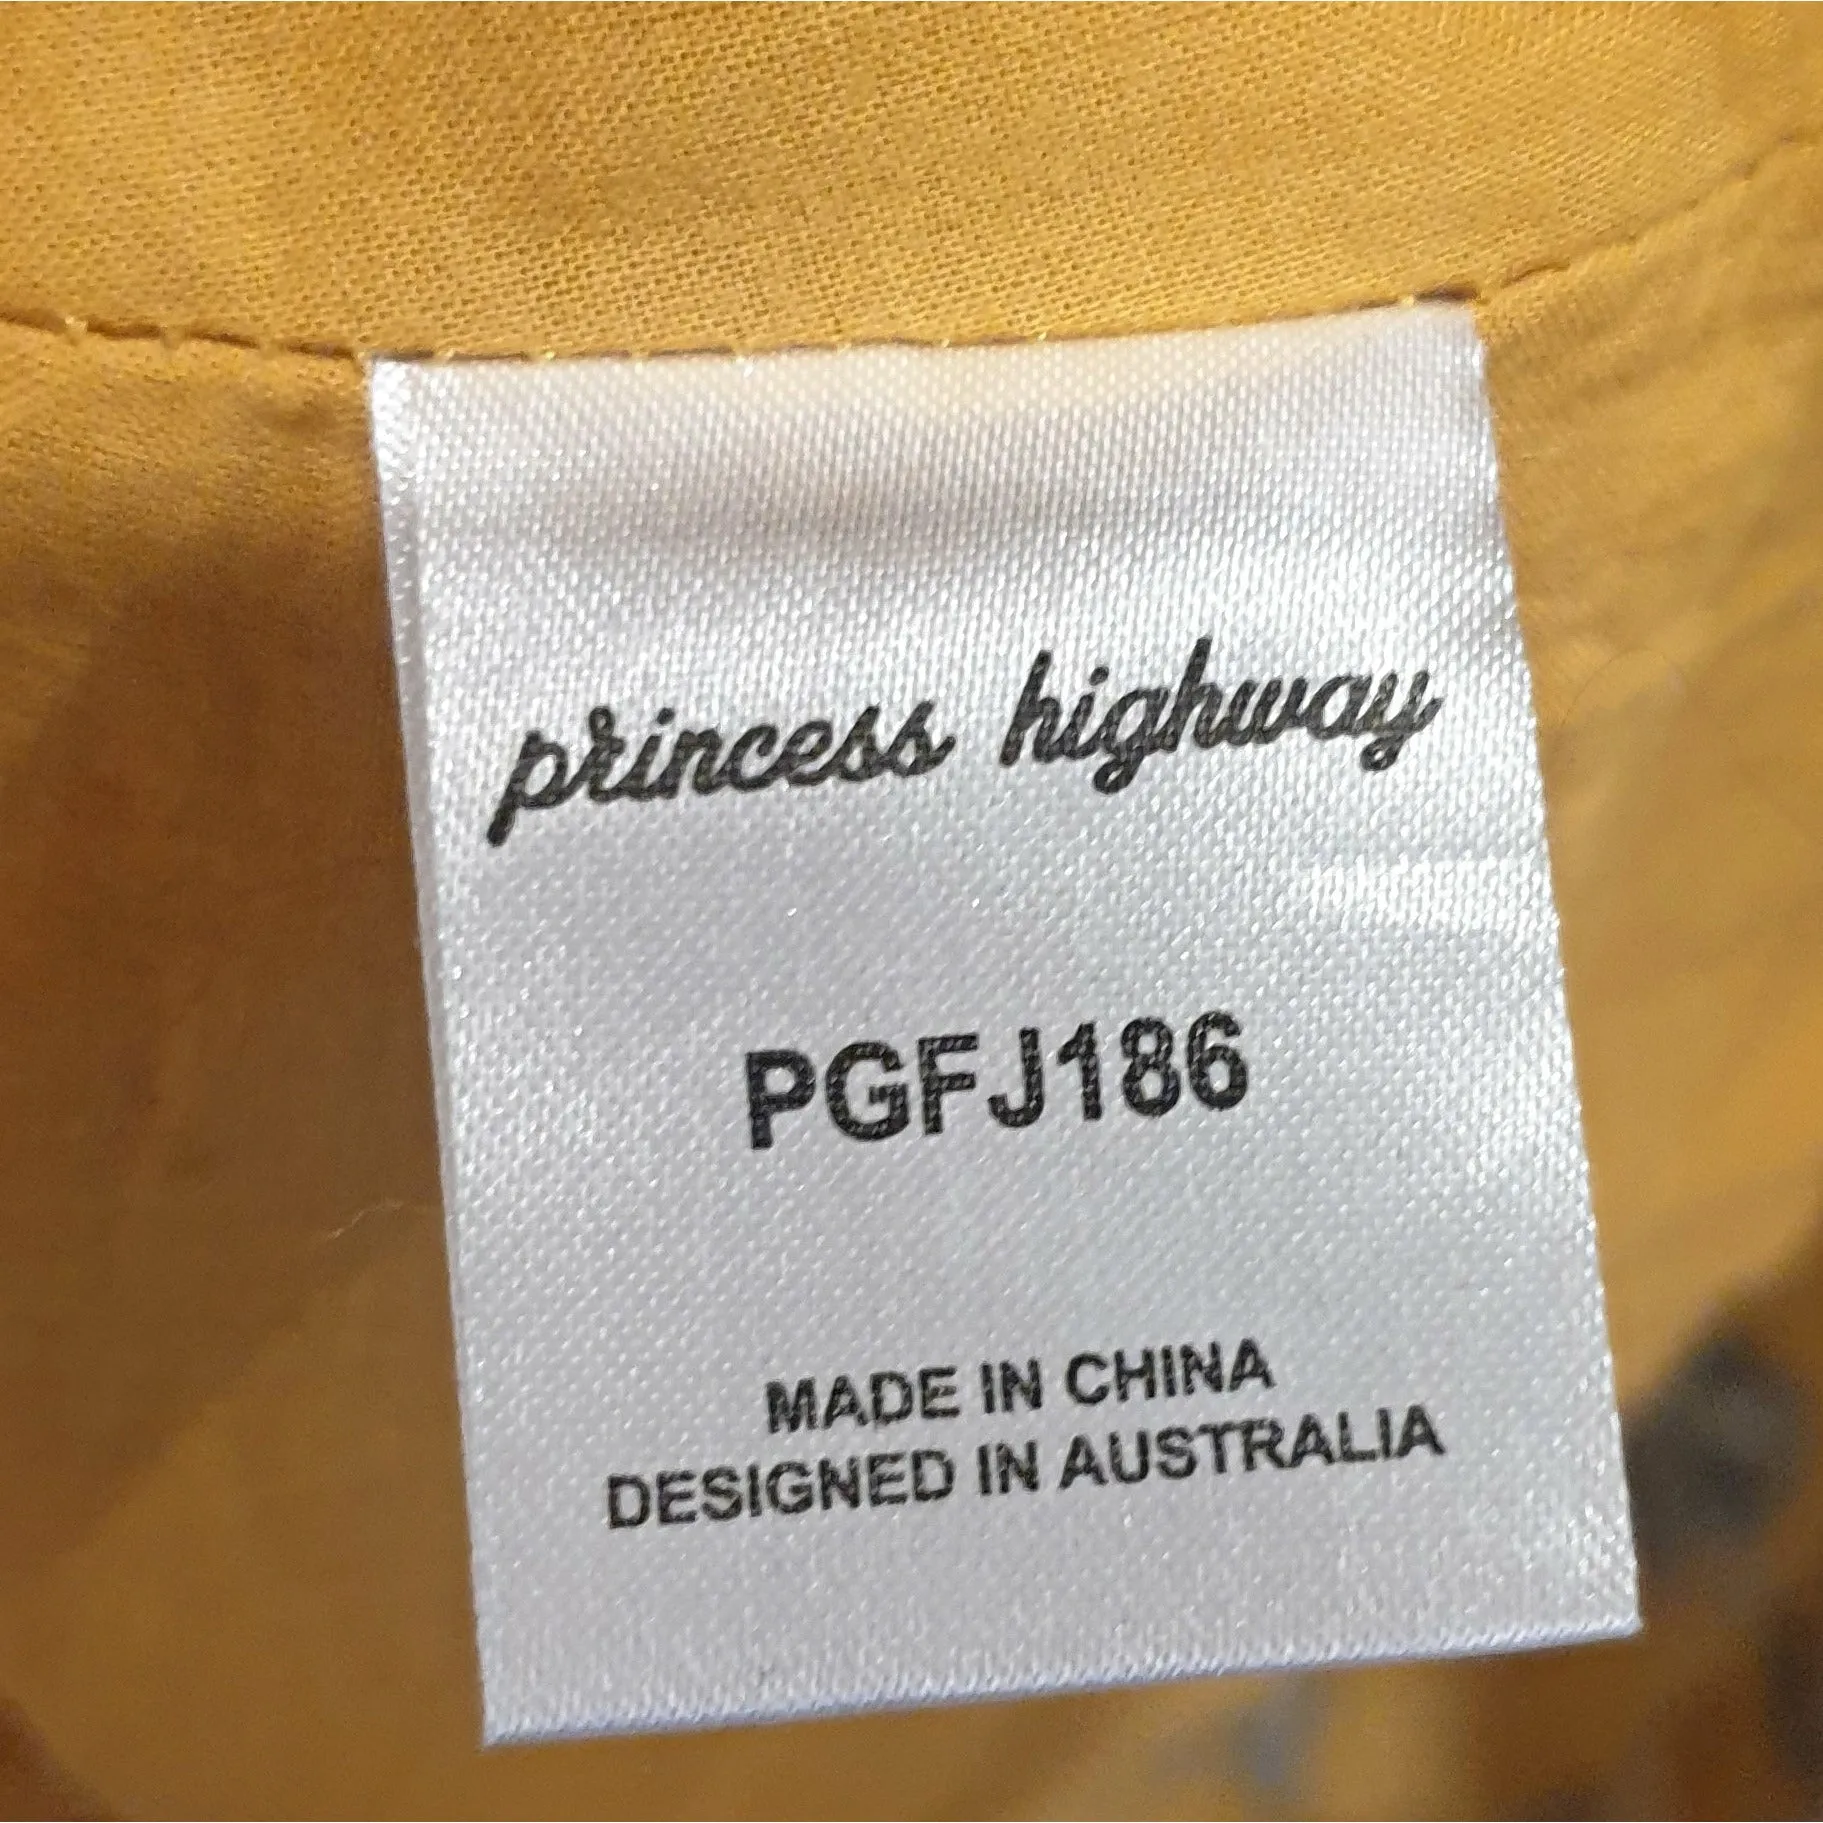 princess highway
PGFJ186
MADE IN CHINA
DESIGNED IN AUSTRALIA